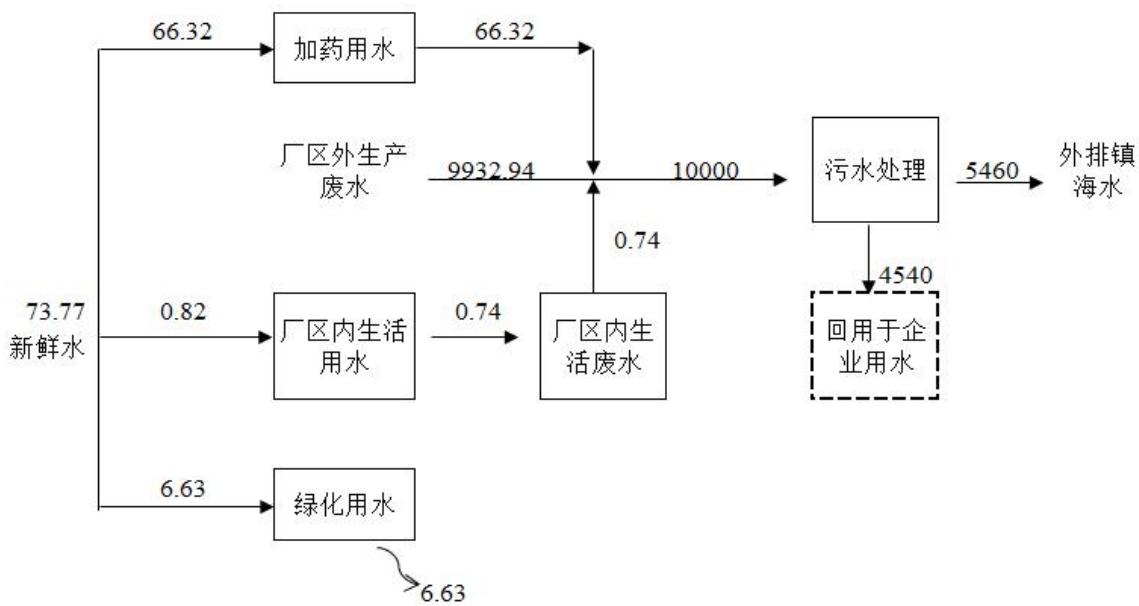 66.32
加药用水
66.32
厂区外生产
废水
9932.94
10000
污水处理
5460
外排镇
海水
0.74
4540
73.77
新鲜水
0.82
厂区内生活
用水
0.74
厂区内生
活废水
回用于企
业用水
6.63
绿化用水
6.63